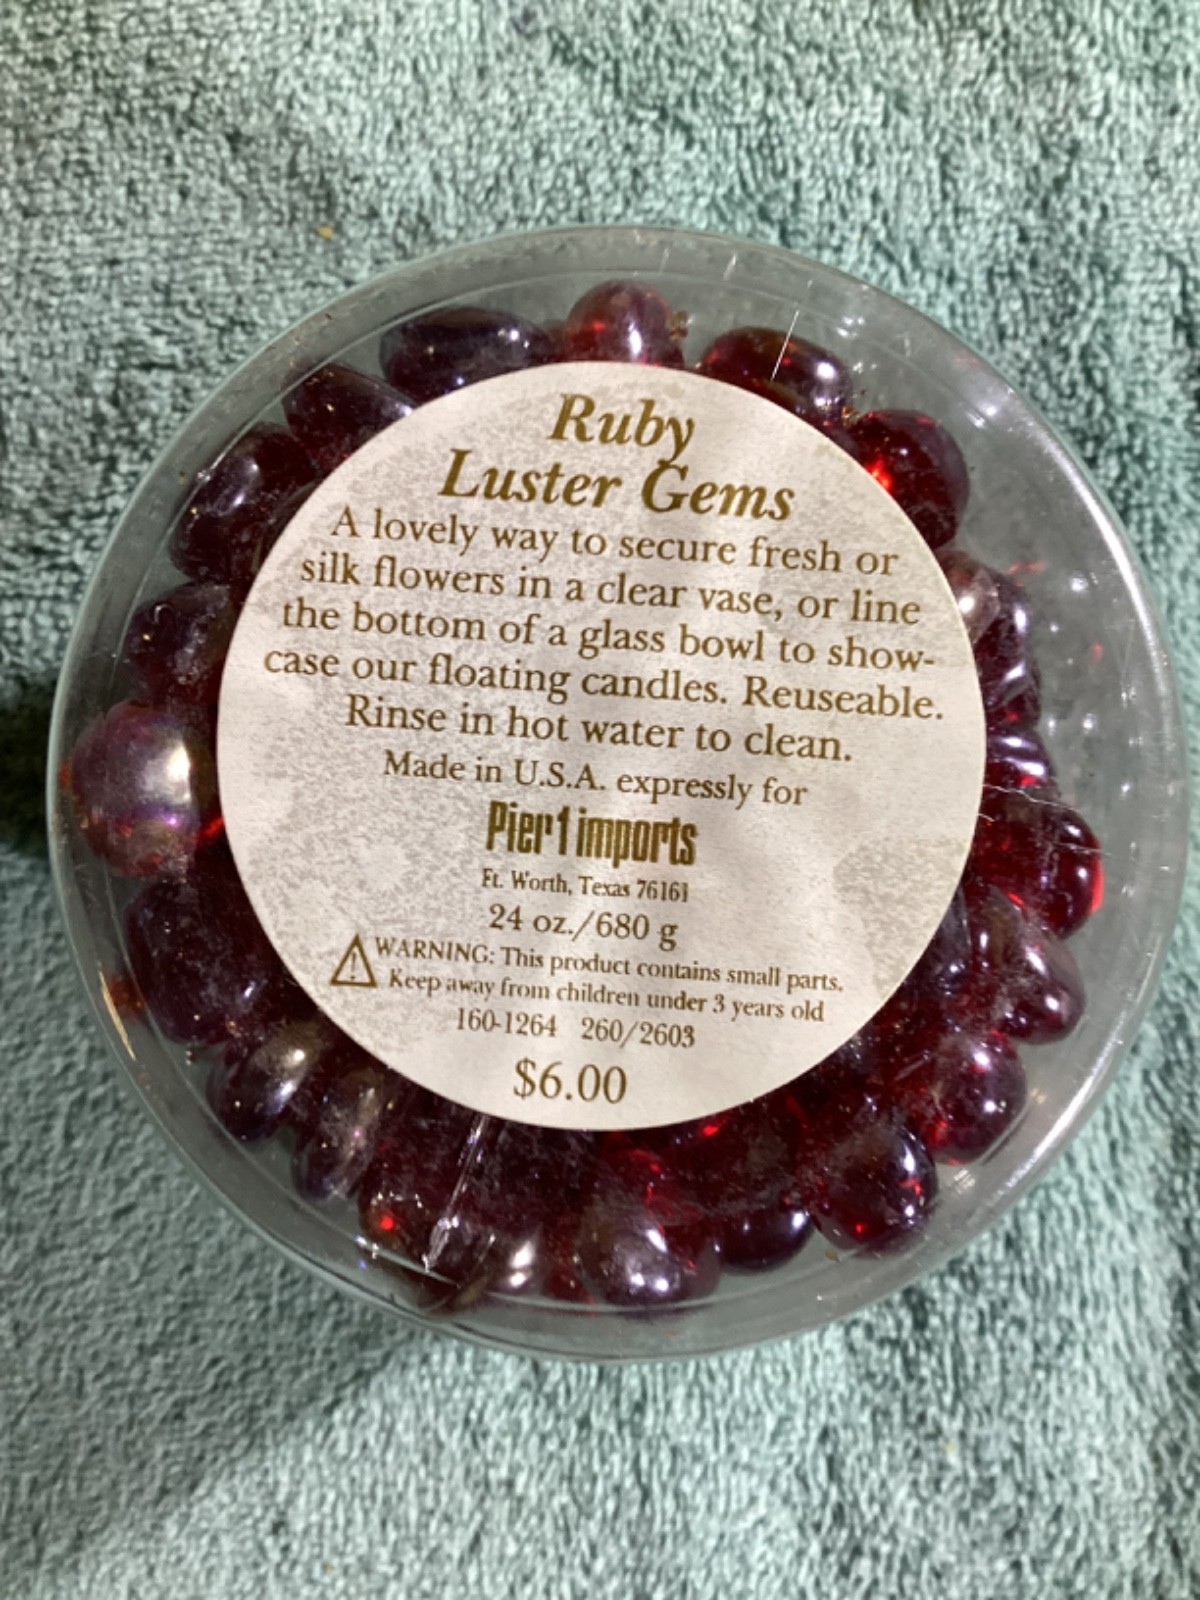 Ruby
Luster Gems
A lovely way to secure fresh or
silk flowers in a clear vase, or line
the bottom of a glass bowl to show-
case our floating candles. Reuseable.
Rinse in hot water to clean.
Made in U.S.A. expressly for
Pier 1 imports
Ft. Worth, Texas 76161
24 oz./680 g
WARNING: This product contains small parts.
Keep away from children under 3 years old
160-1264 260/2603
$6.00